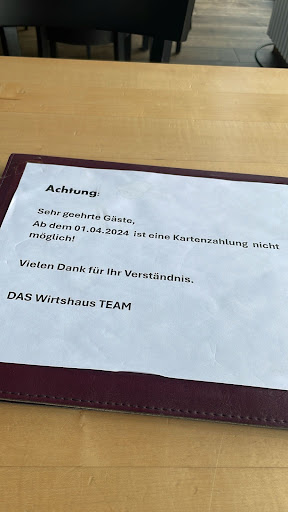 Achtung:
Sehr geehrte Gäste,
Ab dem 01.04.2024 ist eine Kartenzahlung nicht
möglich!
Vielen Dank für Ihr Verständnis.
DAS Wirtshaus TEAM